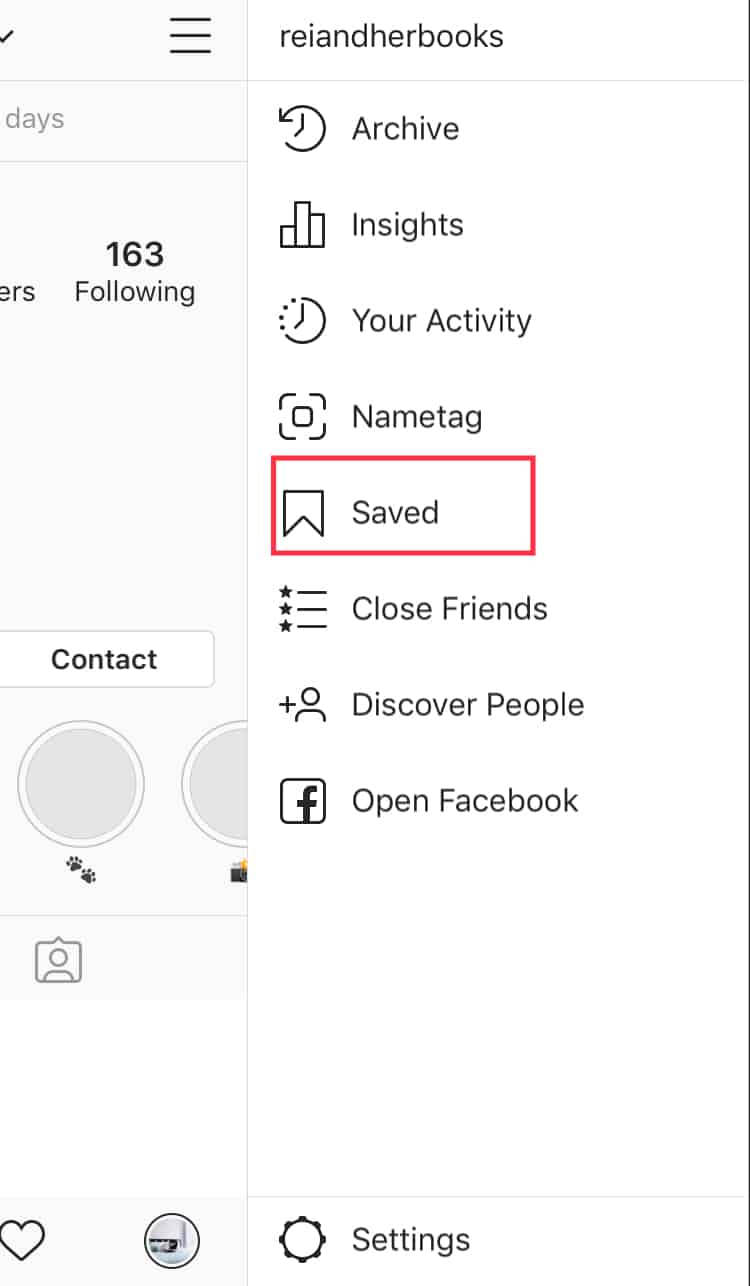 reiandherbooks
days
163
ers
Following
Contact
Archive
Insights
Your Activity
Nametag
Saved
Close Friends
Discover People
Open Facebook
Settings